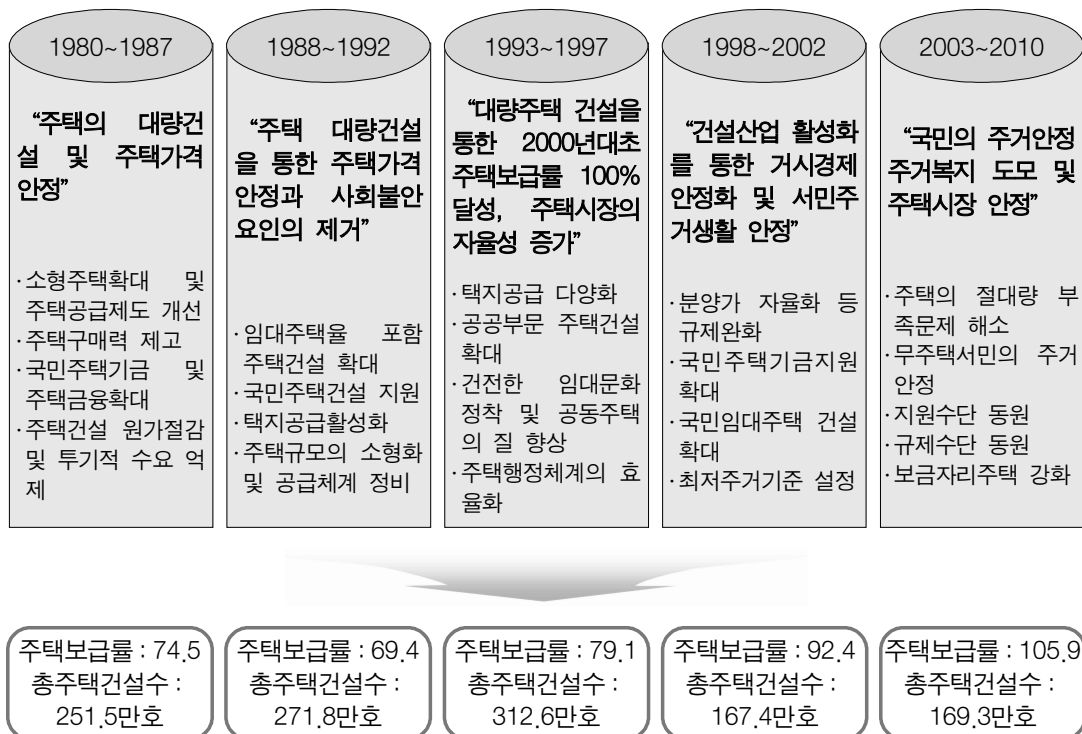 1980~1987
“주택의 대량건
설 및 주택가격
안정”
·소형주택확대 및
주택공급제도 개선
·주택구매력 제고
·국민주택기금 및
주택금융확대
·주택건설 원가절감
및 투기적 수요 억
제
1988~1992
“주택 대량건설
을 통한 주택가격
안정과 사회불안
요인의 제거”
·임대주택율 포함
주택건설 확대
·국민주택건설 지원
·택지공급활성화
·주택규모의 소형화
및 공급체계 정비
1993~1997
“대량주택 건설을
통한 2000년대초
주택보급률 100%
달성, 주택시장의
자율성 증가”
·택지공급 다양화
·공공부문 주택건설
확대
·건전한 임대문화
정착 및 공동주택
의 질 향상
·주택행정체계의 효
율화
1998~2002
“건설산업 활성화
를 통한 거시경제
안정화 및 서민주
거생활 안정”
·분양가 자율화 등
규제완화
·국민주택기금지원
확대
·국민임대주택 건설
확대
·최저주거기준 설정
2003~2010
“국민의 주거안정
주거복지 도모 및
주택시장 안정”
·주택의 절대량 부
족문제 해소
·무주택서민의 주거
안정
·지원수단 동원
·규제수단 동원
·보금자리주택 강화
주택보급률 : 74.5
총주택건설수 :
251.5만호
주택보급률 : 69.4
총주택건설수 :
271.8만호
주택보급률 : 79.1
총주택건설수 :
312.6만호
주택보급률 : 92.4
총주택건설수 :
167.4만호
주택보급률 : 105.9
총주택건설수 :
169.3만호